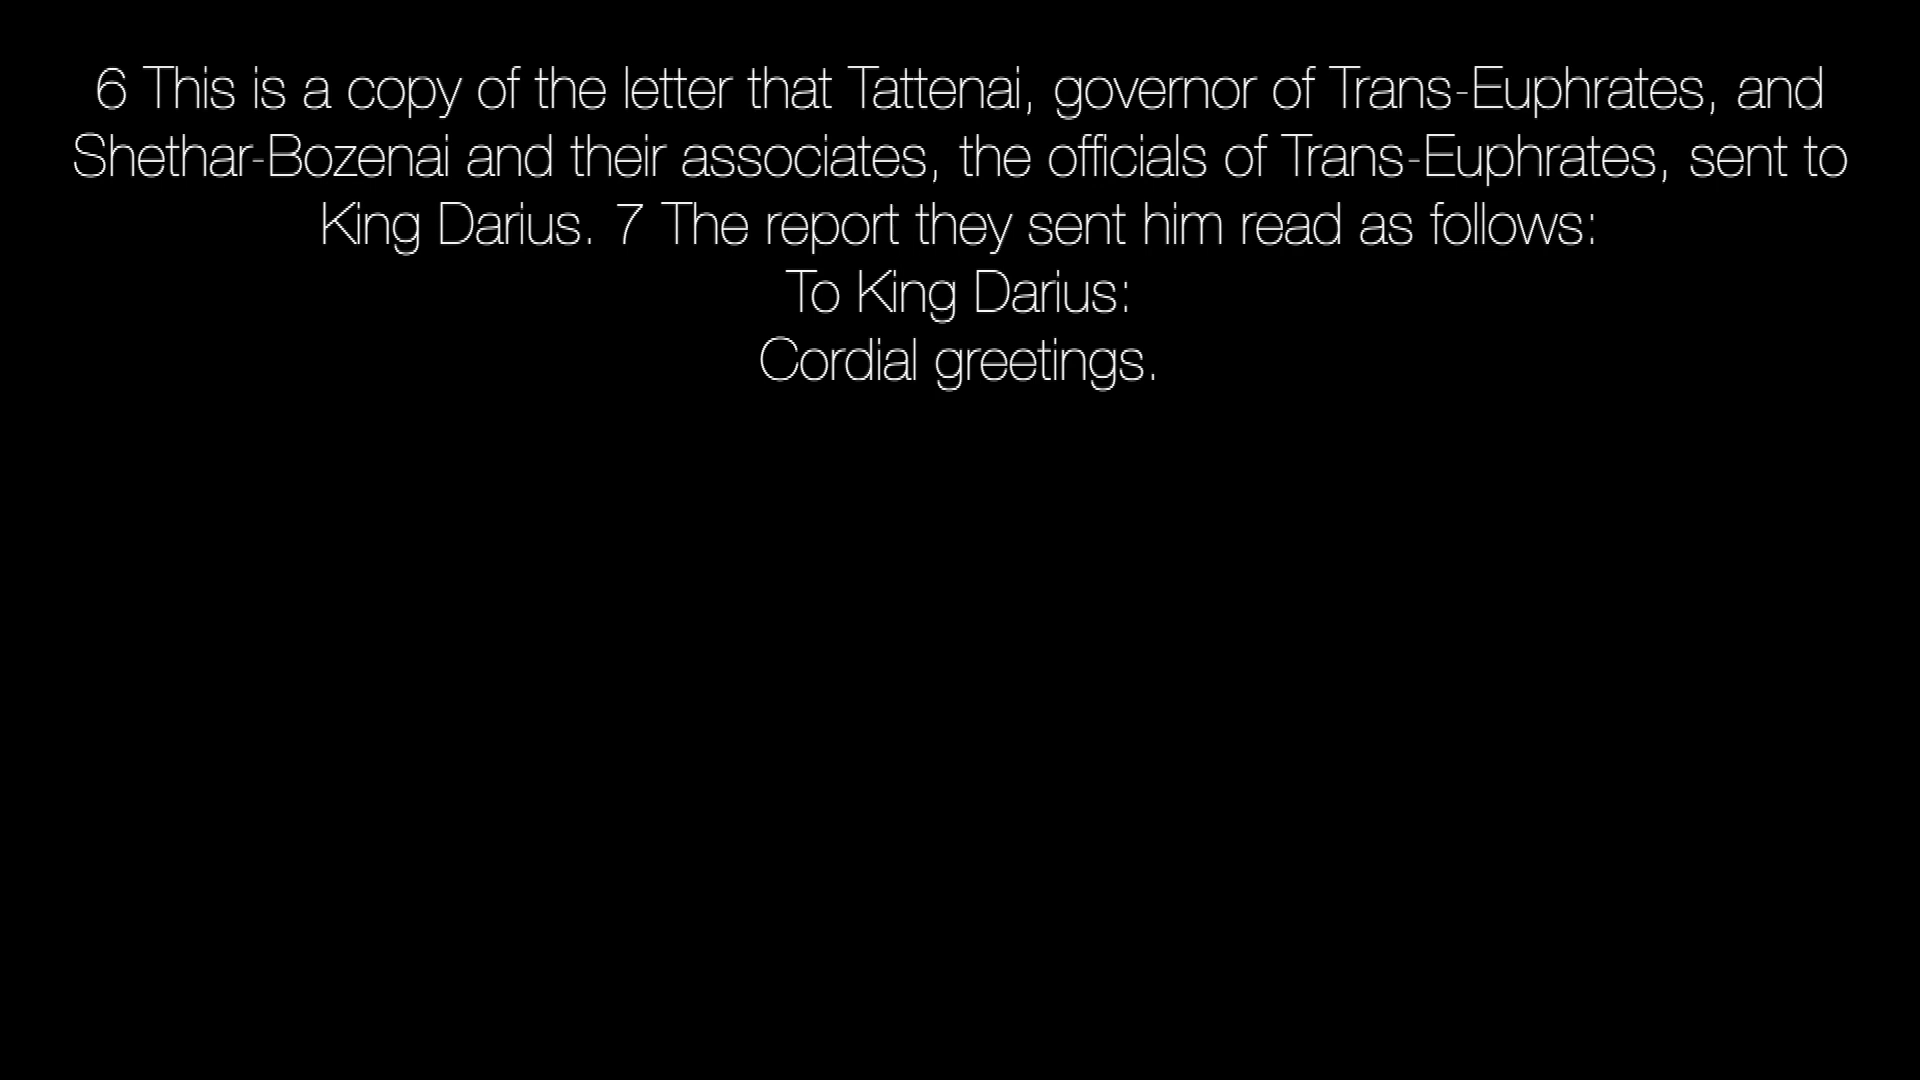 6 This is a copy of the letter that Tattenai, governor of Trans-Euphrates, and
Shethar-Bozenai and their associates, the officials of Trans-Euphrates, sent to
King Darius. 7 The report they sent him read as follows:
To King Darius:
Cordial greetings.